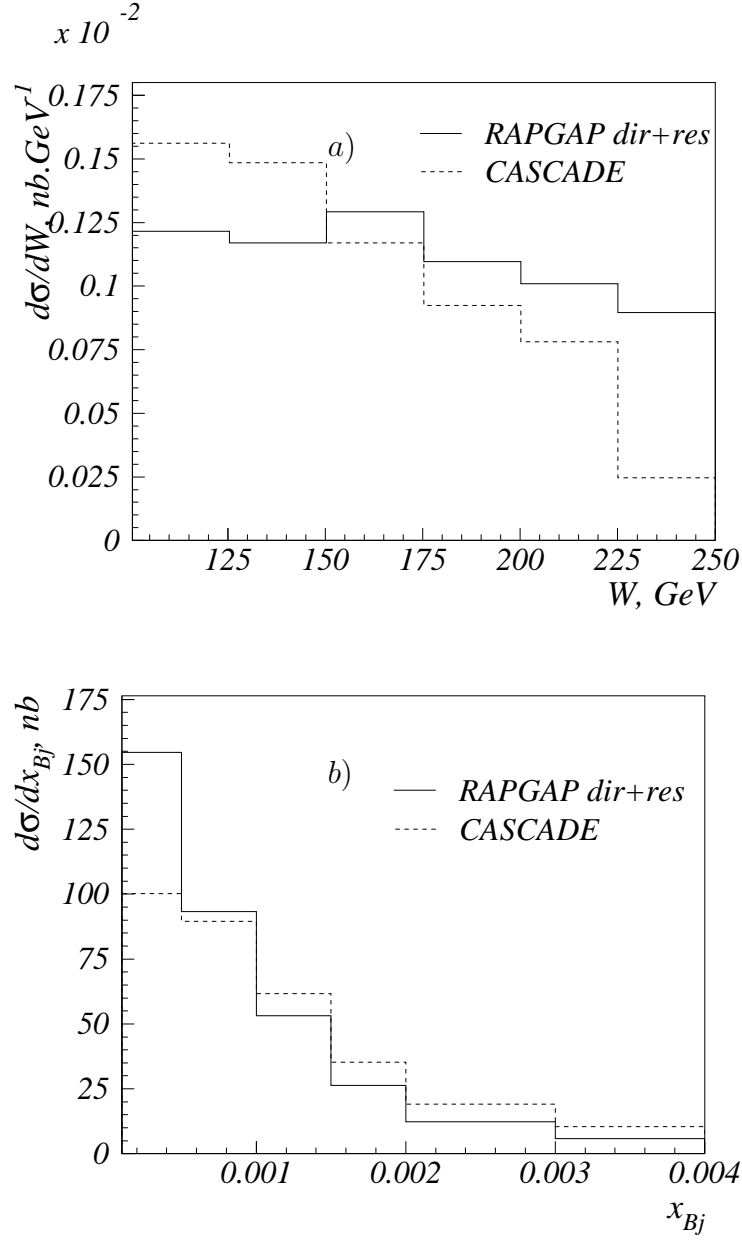 x 10⁻²
dσ/dW, nb.GeV⁻¹
0.175
0.15
0.125
0.1
0.075
0.05
0.025
0
a)
RAPGAP dir+res
CASCADE
125 150 175 200 225 250
W, GeV
dσ/dx_Bj, nb
175
150
125
100
75
50
25
0
b)
RAPGAP dir+res
CASCADE
0.001 0.002 0.003 0.004
x_Bj